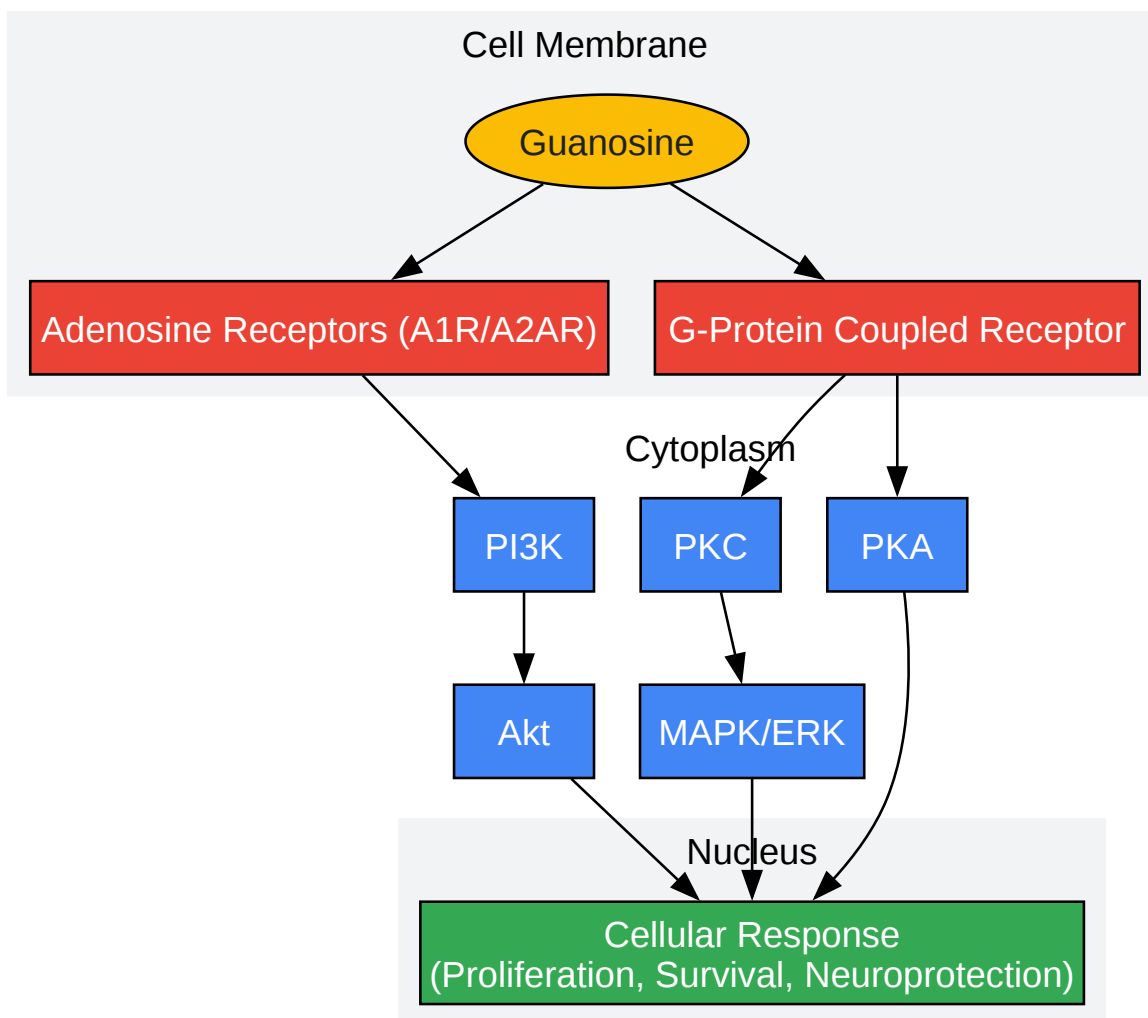 Cell Membrane
Guanosine
Adenosine Receptors (A1R/A2AR)
G-Protein Coupled Receptor
Cytoplasm
PI3K
PKC
PKA
Akt
MAPK/ERK
Nucleus
Cellular Response
(Proliferation, Survival, Neuroprotection)